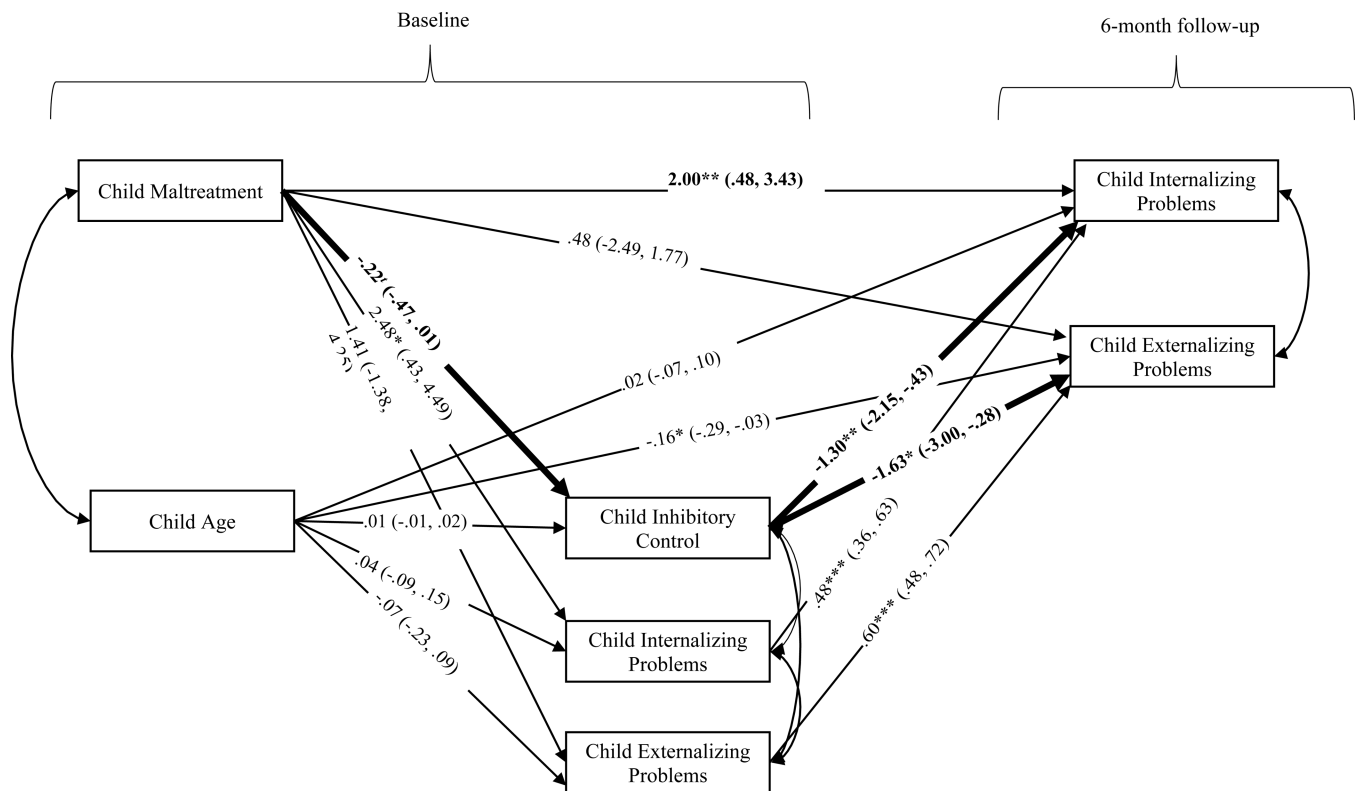 Baseline
6-month follow-up
Child Maltreatment
2.00** (.48, 3.43)
Child Internalizing
Problems
.48 (-2.49, 1.77)
-.22ᵗ (-.47, .01)
2.48* (.43, 4.49)
1.41 (-1.38,
4.25)
Child Externalizing
Problems
.02 (-.07, .10)
-.16* (-.29, -.03)
-1.30** (-2.15, -.43)
-1.63* (-3.00, -.28)
Child Age
.01 (-.01, .02)
Child Inhibitory
Control
.04 (-.09, .15)
-.07 (-.23, .09)
.48*** (.36, .63)
.60*** (.48, .72)
Child Internalizing
Problems
Child Externalizing
Problems